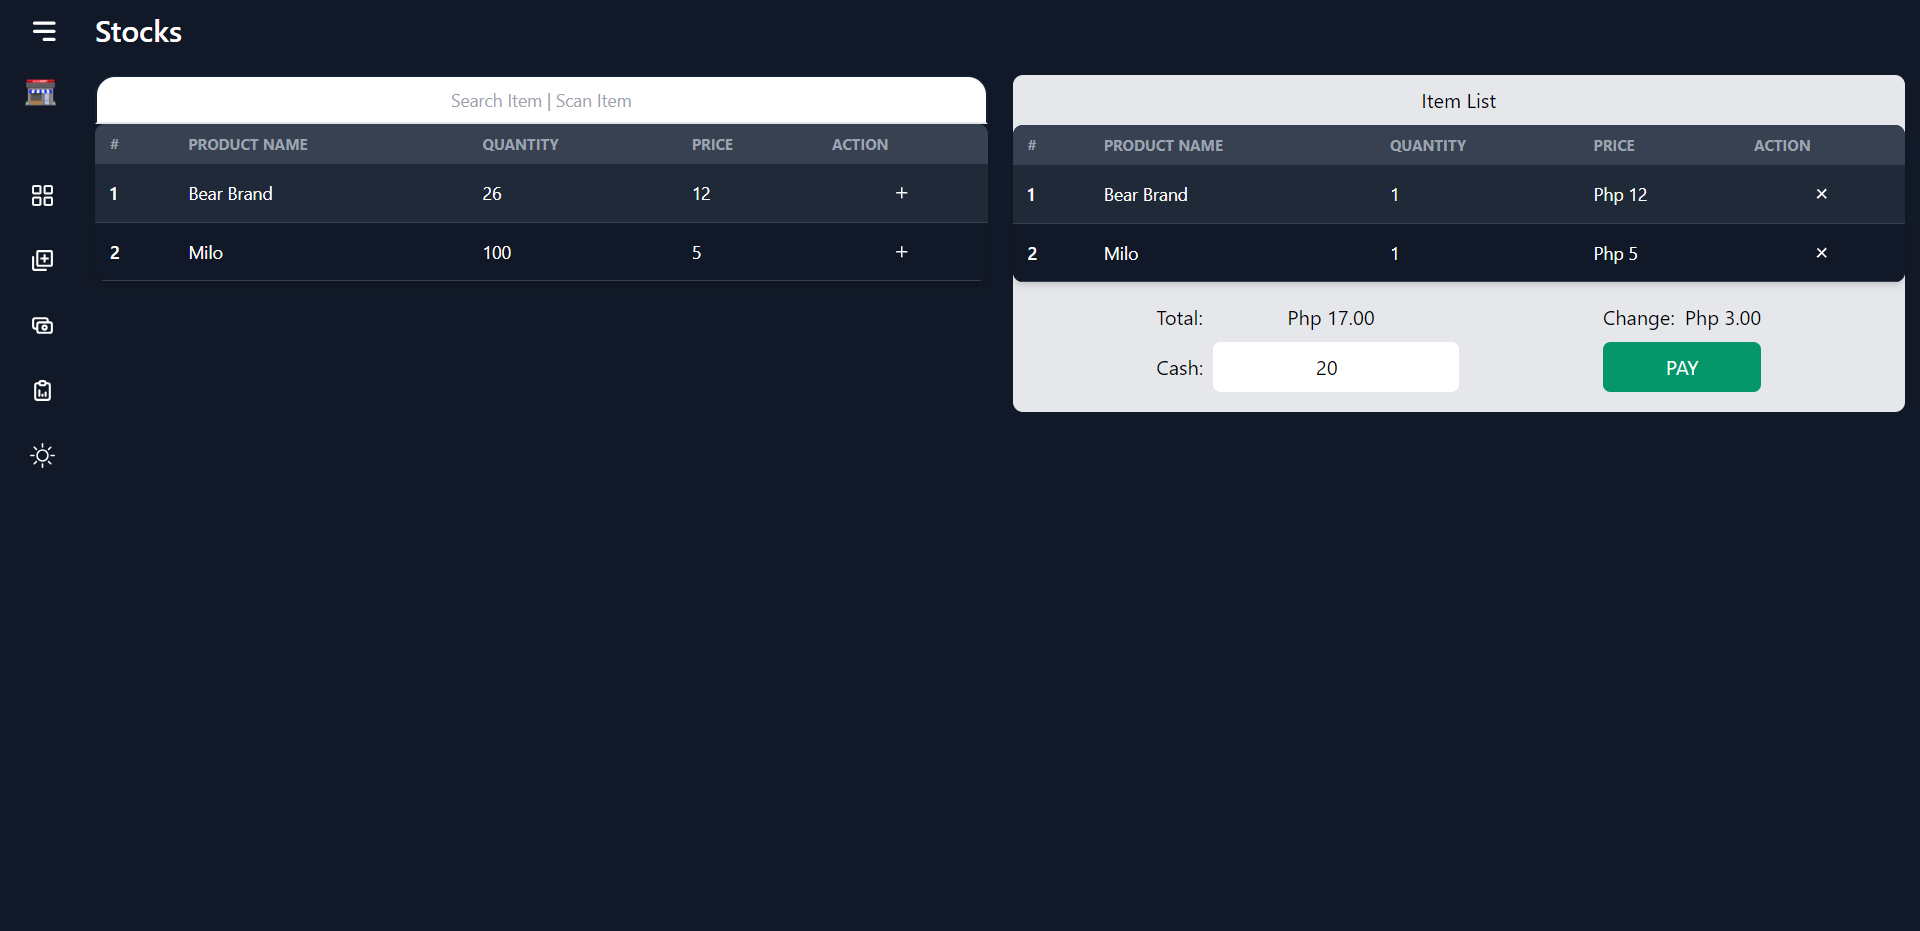 Stocks
Search Item | Scan Item
# PRODUCT NAME QUANTITY PRICE ACTION
1 Bear Brand 26 12 +
2 Milo 100 5 +
Item List
# PRODUCT NAME QUANTITY PRICE ACTION
1 Bear Brand 1 Php 12 ×
2 Milo 1 Php 5 ×
Total: Php 17.00 Change: Php 3.00
Cash: 20 PAY